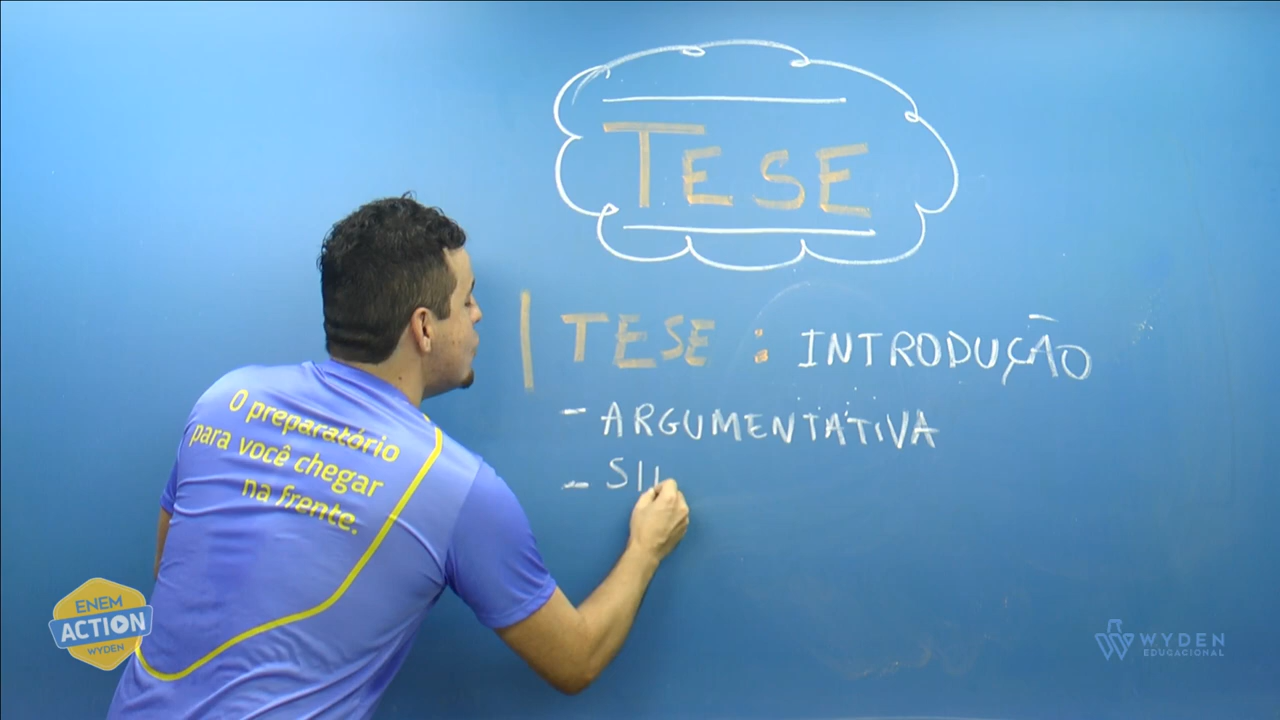 TESE
TESE : INTRODUÇÃO
- ARGUMENTATIVA
O preparatório
para você chegar
na frente.
ENEM
ACTION
WYDEN
WYDEN
EDUCACIONAL